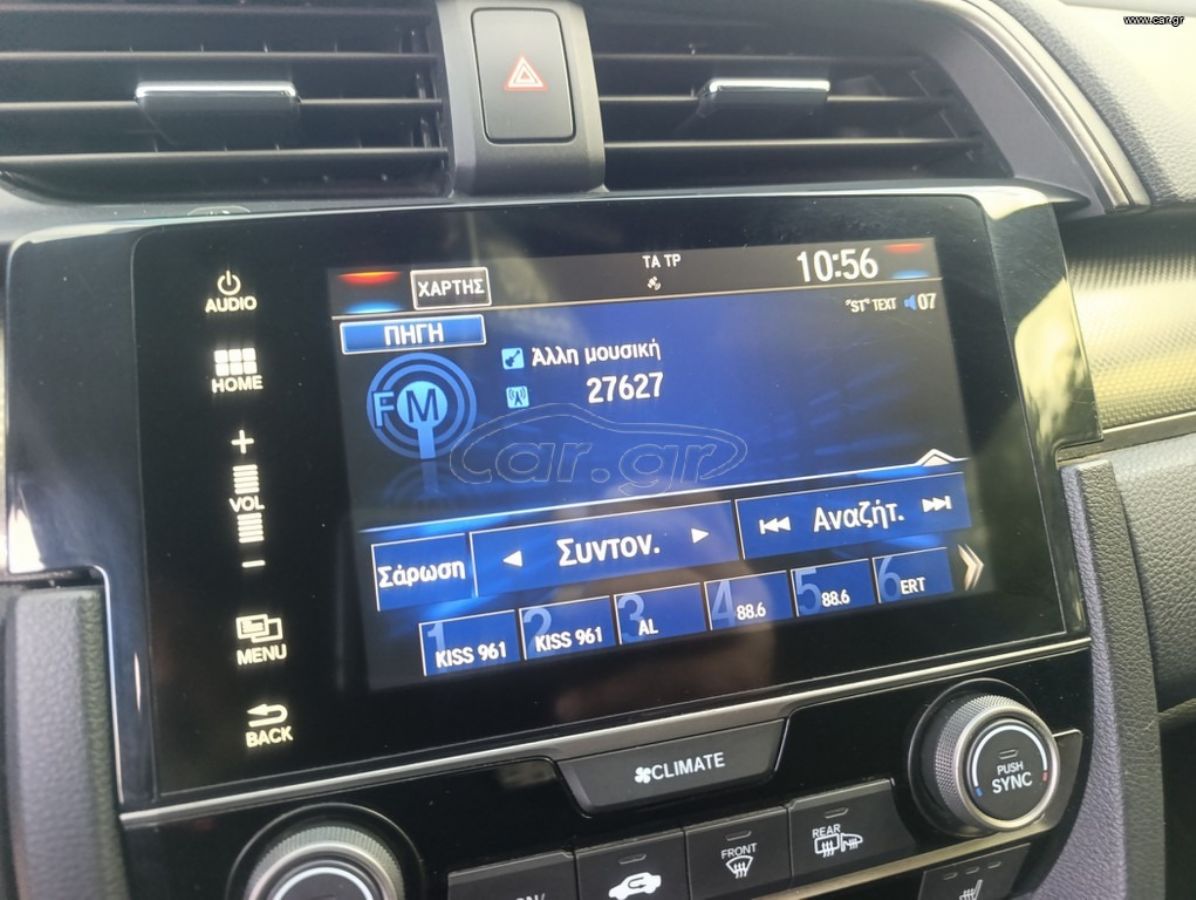 www.car.gr
AUDIO
HOME
VOL
MENU
BACK
ΧΑΡΤΗΣ
TA TP
10:56
"ST" TEXT 07
ΠΗΓΗ
FM
Άλλη μουσική
27627
car.gr
Σάρωση
Συντον.
Αναζήτ.
1 KISS 961
2 KISS 961
3 AL
4 88.6
5 88.6
6 ERT
CLIMATE
PUSH
SYNC
FRONT
REAR